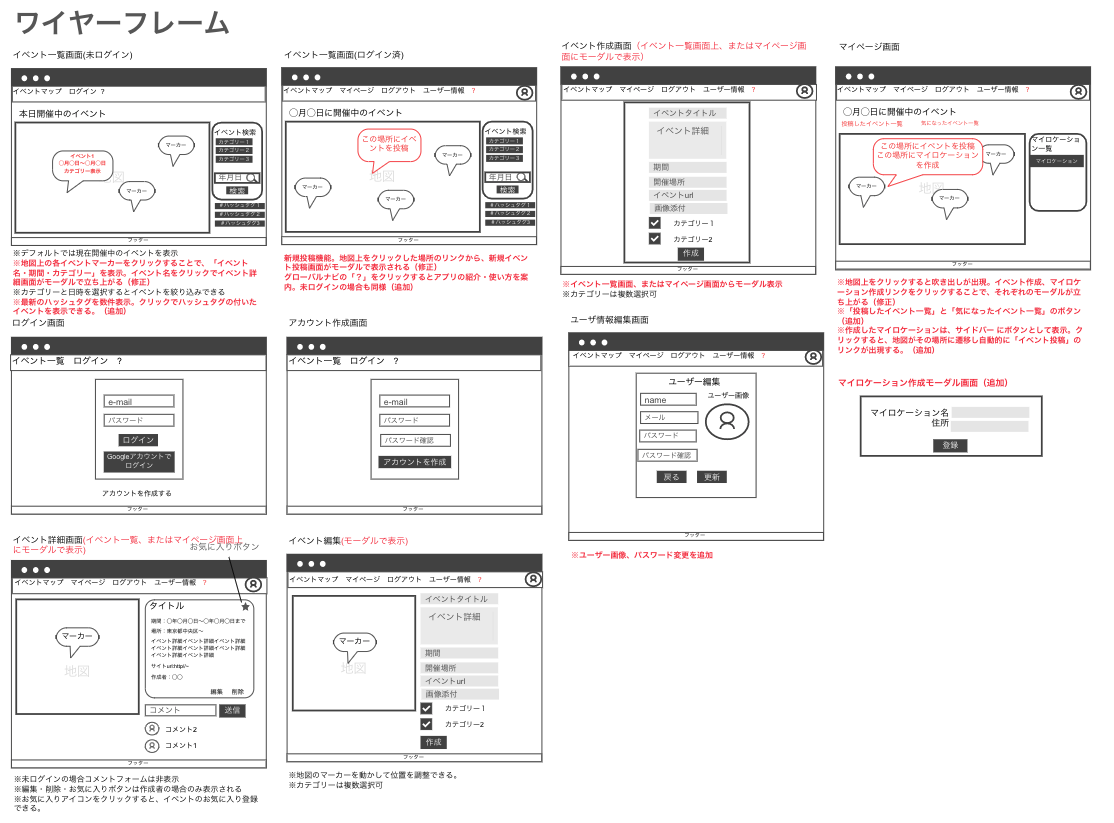 ワイヤーフレーム
イベント一覧画面(未ログイン)
イベントマップ ログイン ?
本日開催中のイベント
イベント1
〇月〇日〜〇月〇日
カテゴリー表示
地図
マーカー
マーカー
イベント検索
カテゴリー1
カテゴリー2
カテゴリー3
年月日
検索
#ハッシュタグ1
#ハッシュタグ2
#ハッシュタグ3
フッター
※デフォルトでは現在開催中のイベントを表示
※地図上の各イベントマーカーをクリックすることで、「イベント
名・期間・カテゴリー」を表示。イベント名をクリックでイベント詳
細画面がモーダルで立ち上がる（修正）
※カテゴリーと日時を選択するとイベントを絞り込みできる
※最新のハッシュタグを数件表示。クリックでハッシュタグの付いた
イベントを表示できる。（追加）
イベント一覧画面(ログイン済)
イベントマップ マイページ ログアウト ユーザー情報 ?
〇月〇日に開催中のイベント
この場所にイベ
ントを投稿
地図
マーカー
マーカー
マーカー
イベント検索
カテゴリー1
カテゴリー2
カテゴリー3
年月日
検索
#ハッシュタグ1
#ハッシュタグ2
#ハッシュタグ3
フッター
新規投稿機能。地図上をクリックした場所のリンクから、新規イベン
ト投稿画面がモーダルで表示される（修正）
グローバルナビの「？」をクリックするとアプリの紹介・使い方を案
内。未ログインの場合も同様（追加）
イベント作成画面（イベント一覧画面上、またはマイページ画
面にモーダルで表示）
イベントマップ マイページ ログアウト ユーザー情報 ?
イベントタイトル
イベント詳細
期間
開催場所
イベントurl
画像添付
カテゴリー1
カテゴリー2
作成
フッター
※イベント一覧画面、またはマイページ画面からモーダル表示
※カテゴリーは複数選択可
マイページ画面
イベントマップ マイページ ログアウト ユーザー情報 ?
〇月〇日に開催中のイベント
投稿したイベント一覧 気になったイベント一覧
この場所にイベントを投稿
この場所にマイロケーション
を作成
地図
マーカー
マーカー
マーカー
マイロケーショ
ン一覧
マイロケーション
フッター
※地図上をクリックすると吹き出しが出現。イベント作成、マイロケ
ーション作成リンクをクリックすることで、それぞれのモーダルが立
ち上がる（修正）
※「投稿したイベント一覧」と「気になったイベント一覧」のボタン
（追加）
※作成したマイロケーションは、サイドバー にボタンとして表示。ク
リックすると、地図がその場所に遷移し自動的に「イベント投稿」の
リンクが出現する。（追加）
ログイン画面
イベント一覧 ログイン ?
e-mail
パスワード
ログイン
Googleアカウントで
ログイン
アカウントを作成する
フッター
アカウント作成画面
イベント一覧 ログイン ?
e-mail
パスワード
パスワード確認
アカウントを作成
フッター
ユーザー情報編集画面
イベントマップ マイページ ログアウト ユーザー情報 ?
ユーザー編集
name
メール
パスワード
パスワード確認
ユーザー画像
戻る
更新
フッター
※ユーザー画像、パスワード変更を追加
マイロケーション作成モーダル画面（追加）
マイロケーション名
住所
登録
イベント詳細画面(イベント一覧、またはマイページ画面上
にモーダルで表示)
お気に入りボタン
イベントマップ マイページ ログアウト ユーザー情報 ?
マーカー
地図
タイトル
期間：〇年〇月〇日〜〇年〇月〇日まで
場所：東京都中央区〜
イベント詳細イベント詳細イベント詳細
イベント詳細イベント詳細イベント詳細
イベント詳細イベント詳細
サイトurl:http//~
作成者：〇〇
編集 削除
コメント
送信
コメント2
コメント1
フッター
※未ログインの場合コメントフォームは非表示
※編集・削除・お気に入りボタンは作成者の場合のみ表示される
※お気に入りアイコンをクリックすると、イベントのお気に入り登録
できる。
イベント編集(モーダルで表示)
イベントマップ マイページ ログアウト ユーザー情報 ?
マーカー
地図
イベントタイトル
イベント詳細
期間
開催場所
イベントurl
画像添付
カテゴリー1
カテゴリー2
作成
フッター
※地図のマーカーを動かして位置を調整できる。
※カテゴリーは複数選択可